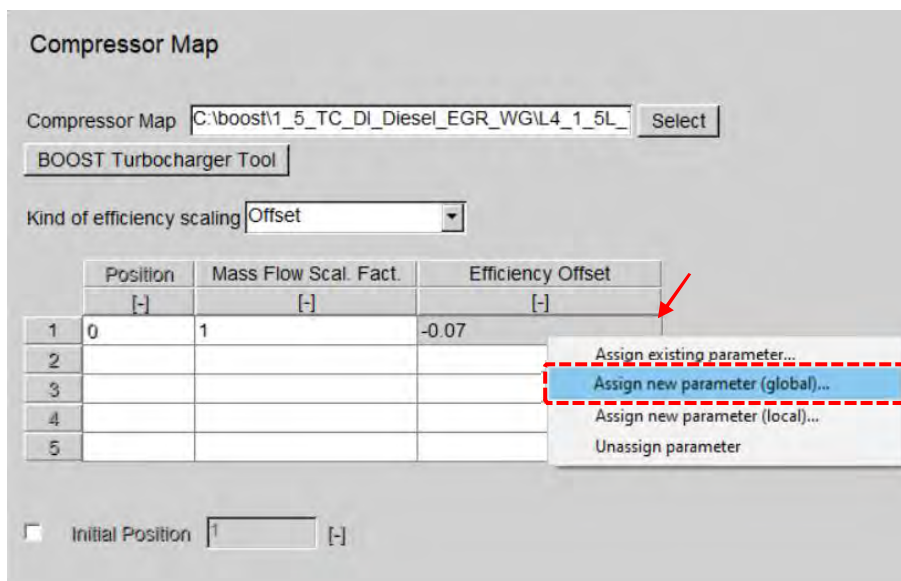 Compressor Map
Compressor Map C:\boost\1_5_TC_DI_Diesel_EGR_WG\L4_1_5L_ Select
BOOST Turbocharger Tool
Kind of efficiency scaling Offset
Position Mass Flow Scal. Fact. Efficiency Offset
[-] [-] [-]
1 0 1 -0.07
2 Assign existing parameter...
3 Assign new parameter (global)...
4 Assign new parameter (local)...
5 Unassign parameter
Initial Position 1 [-]